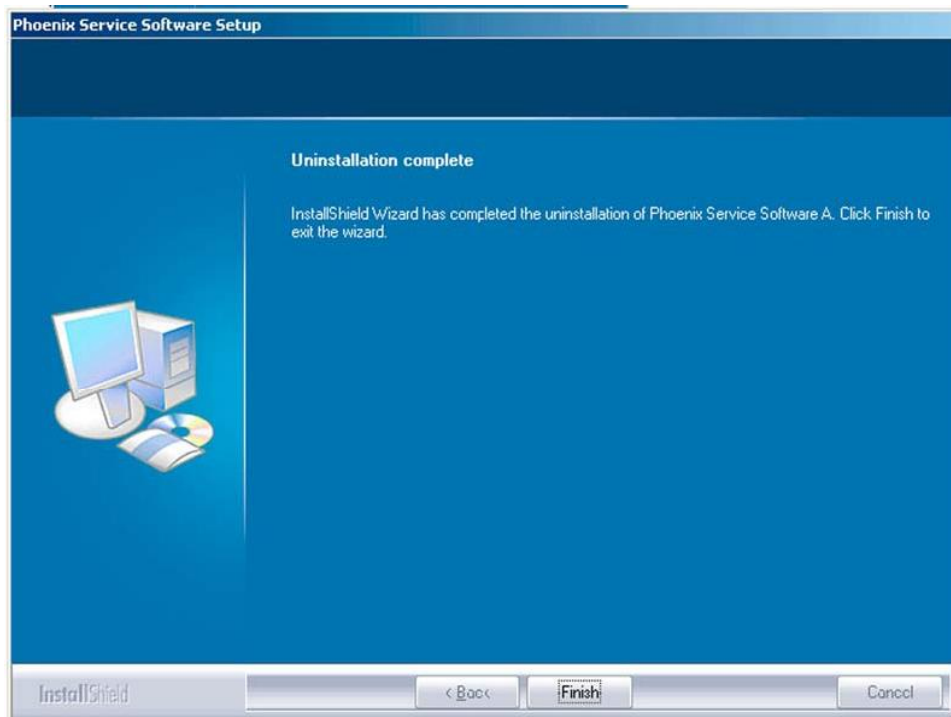 Phoenix Service Software Setup
Uninstallation complete
InstallShield Wizard has completed the uninstallation of Phoenix Service Software A. Click Finish to
exit the wizard.
InstallShield
< Back
Finish
Cancel